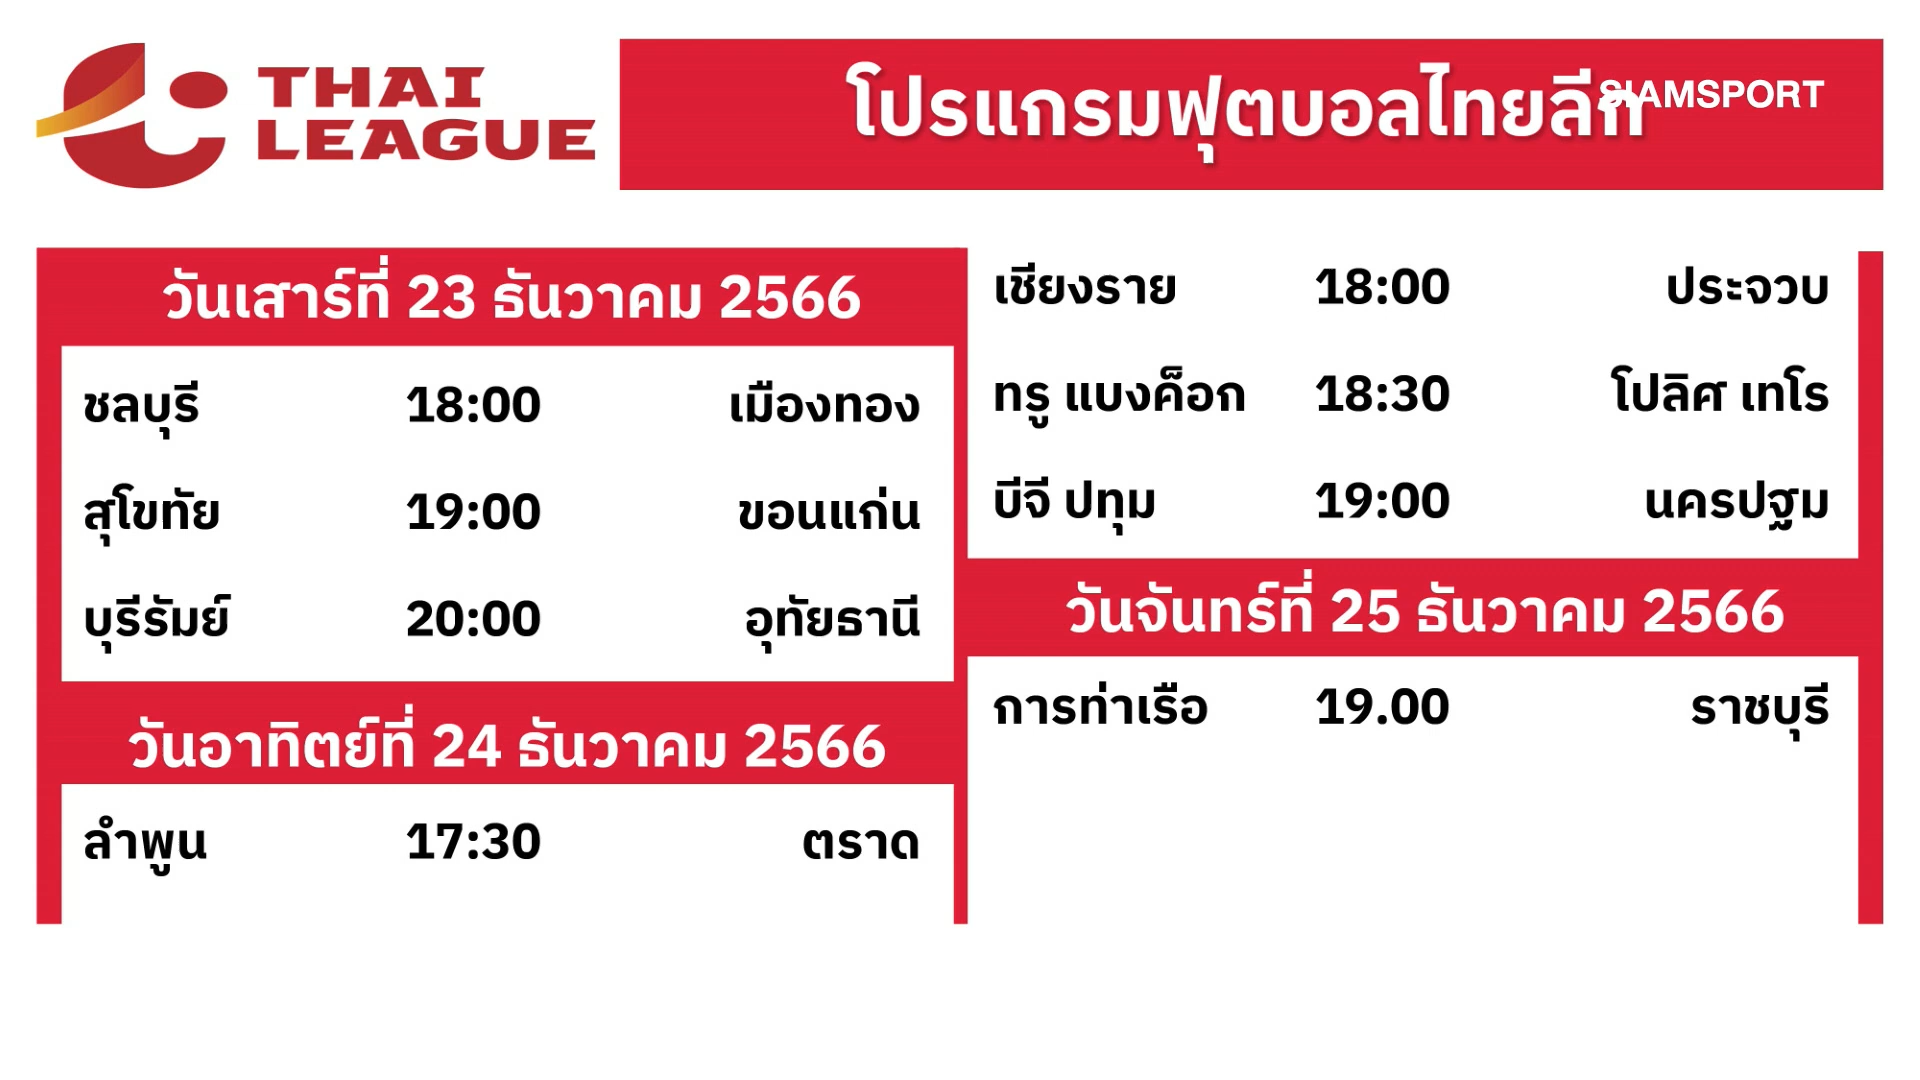 THAI
LEAGUE
โปรแกรมฟุตบอลไทยลีก
SIAMSPORT
วันเสาร์ที่ 23 ธันวาคม 2566
ชลบุรี 18:00 เมืองทอง
สุโขทัย 19:00 ขอนแก่น
บุรีรัมย์ 20:00 อุทัยธานี
วันอาทิตย์ที่ 24 ธันวาคม 2566
ลำพูน 17:30 ตราด
เชียงราย 18:00 ประจวบ
ทรู แบงค็อก 18:30 โปลิศ เทโร
บีจี ปทุม 19:00 นครปฐม
วันจันทร์ที่ 25 ธันวาคม 2566
การท่าเรือ 19.00 ราชบุรี